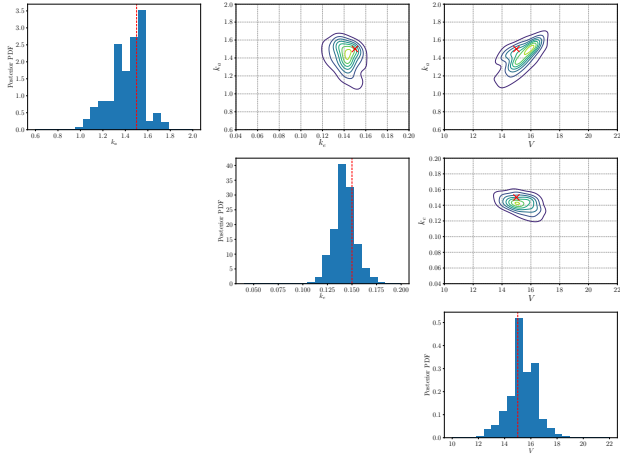 Posterior PDF
3.5
3.0
2.5
2.0
1.5
1.0
0.5
0.0
0.6 0.8 1.0 1.2 1.4 1.6 1.8 2.0
k_a
k_a
2.0
1.8
1.6
1.4
1.2
1.0
0.8
0.6
0.04 0.06 0.08 0.10 0.12 0.14 0.16 0.18 0.20
k_e
k_a
2.0
1.8
1.6
1.4
1.2
1.0
0.8
0.6
10 12 14 16 18 20 22
V
Posterior PDF
40
35
30
25
20
15
10
5
0
0.050 0.075 0.100 0.125 0.150 0.175 0.200
k_e
k_e
0.20
0.18
0.16
0.14
0.12
0.10
0.08
0.06
0.04
10 12 14 16 18 20 22
V
Posterior PDF
0.5
0.4
0.3
0.2
0.1
0.0
10 12 14 16 18 20 22
V